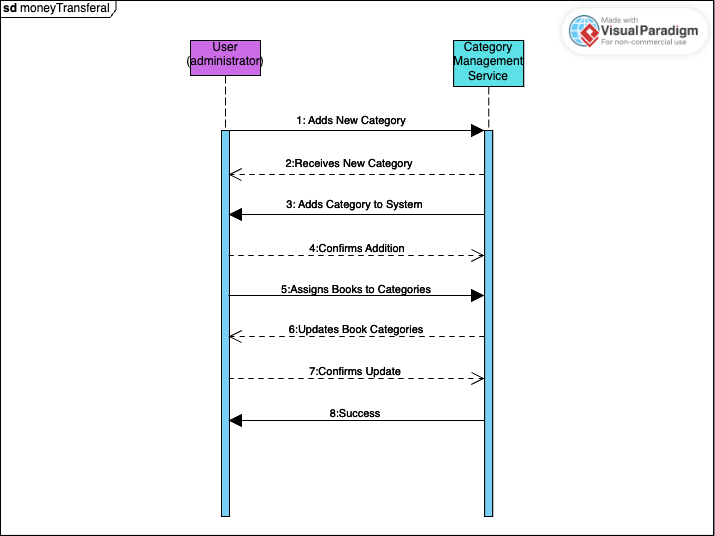 sd moneyTransferal
Made with
VisualParadigm
For non-commercial use
User
(administrator)
Category
Management
Service
1: Adds New Category
2:Receives New Category
3: Adds Category to System
4:Confirms Addition
5:Assigns Books to Categories
6:Updates Book Categories
7:Confirms Update
8:Success